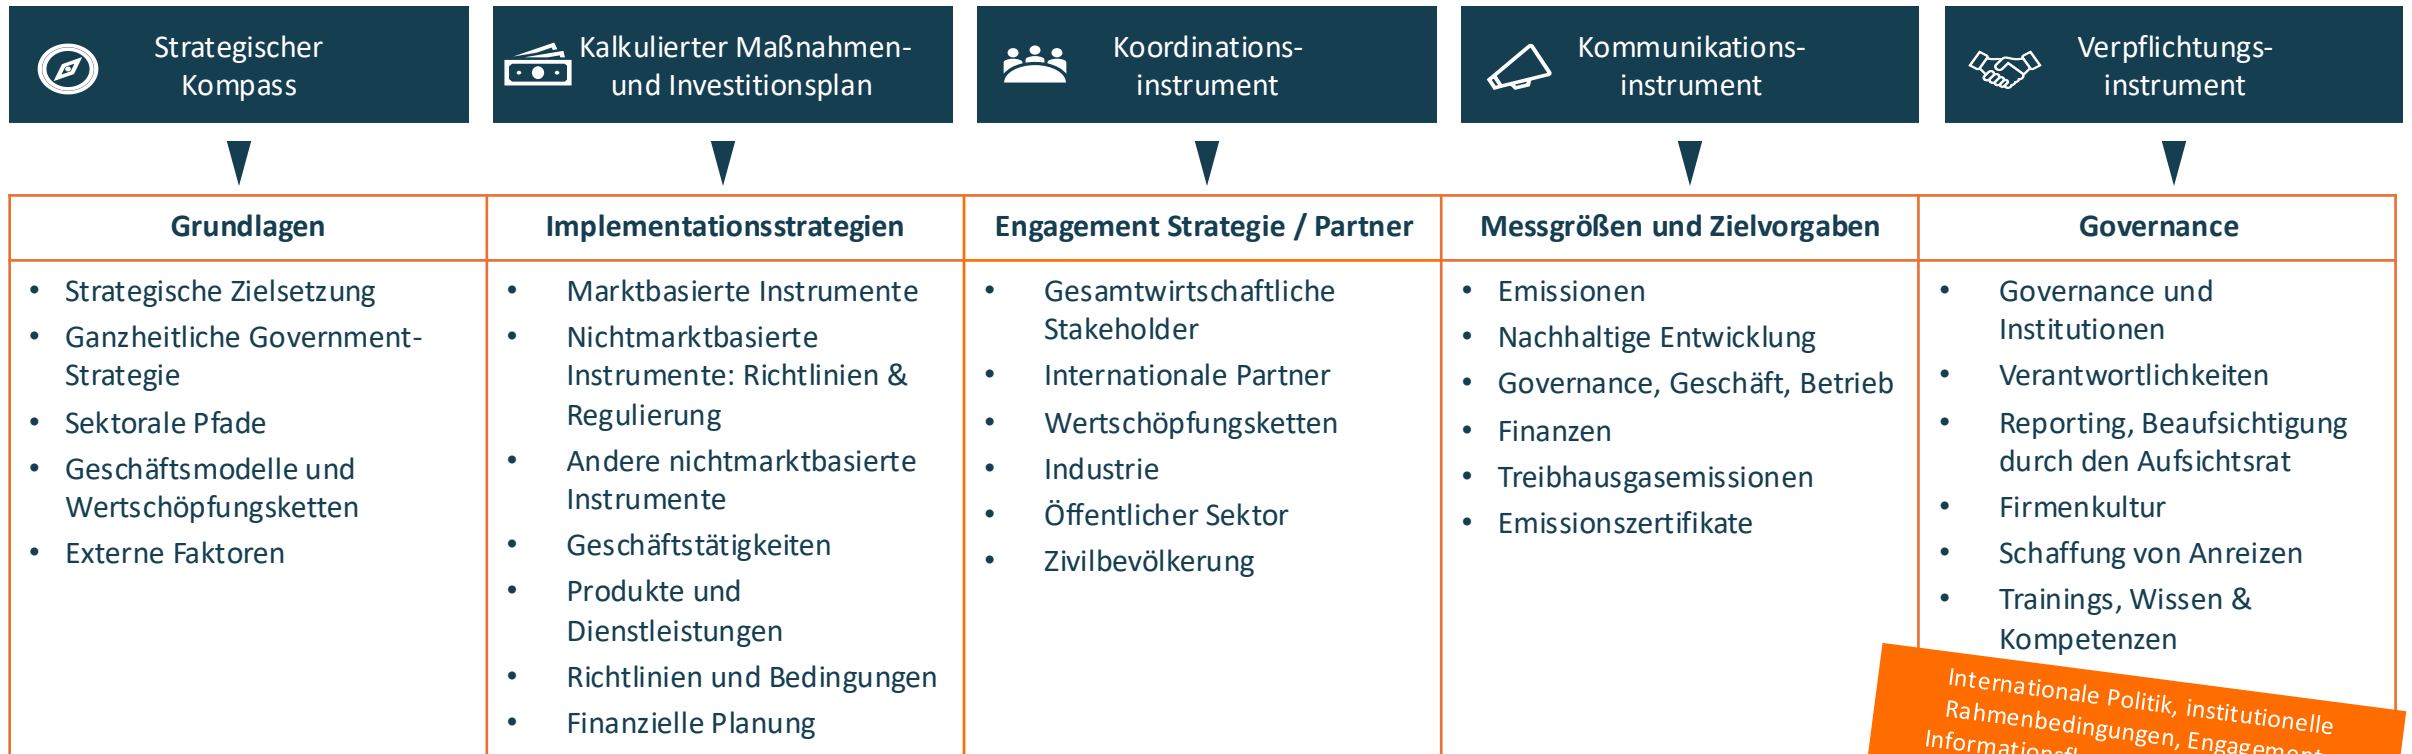 Strategischer
Kompass
Kalkulierter Maßnahmen-
und Investitionsplan
Koordinations-
instrument
Kommunikations-
instrument
Verpflichtungs-
instrument
Grundlagen
• Strategische Zielsetzung
• Ganzheitliche Government-
Strategie
• Sektorale Pfade
• Geschäftsmodelle und
Wertschöpfungsketten
• Externe Faktoren
Implementationsstrategien
• Marktbasierte Instrumente
• Nichtmarktbasierte
Instrumente: Richtlinien &
Regulierung
• Andere nichtmarktbasierte
Instrumente
• Geschäftstätigkeiten
• Produkte und
Dienstleistungen
• Richtlinien und Bedingungen
• Finanzielle Planung
Engagement Strategie / Partner
• Gesamtwirtschaftliche
Stakeholder
• Internationale Partner
• Wertschöpfungsketten
• Industrie
• Öffentlicher Sektor
• Zivilbevölkerung
Messgrößen und Zielvorgaben
• Emissionen
• Nachhaltige Entwicklung
• Governance, Geschäft, Betrieb
• Finanzen
• Treibhausgasemissionen
• Emissionszertifikate
Governance
• Governance und
Institutionen
• Verantwortlichkeiten
• Reporting, Beaufsichtigung
durch den Aufsichtsrat
• Firmenkultur
• Schaffung von Anreizen
• Trainings, Wissen &
Kompetenzen
Internationale Politik, institutionelle
Rahmenbedingungen, Engagement